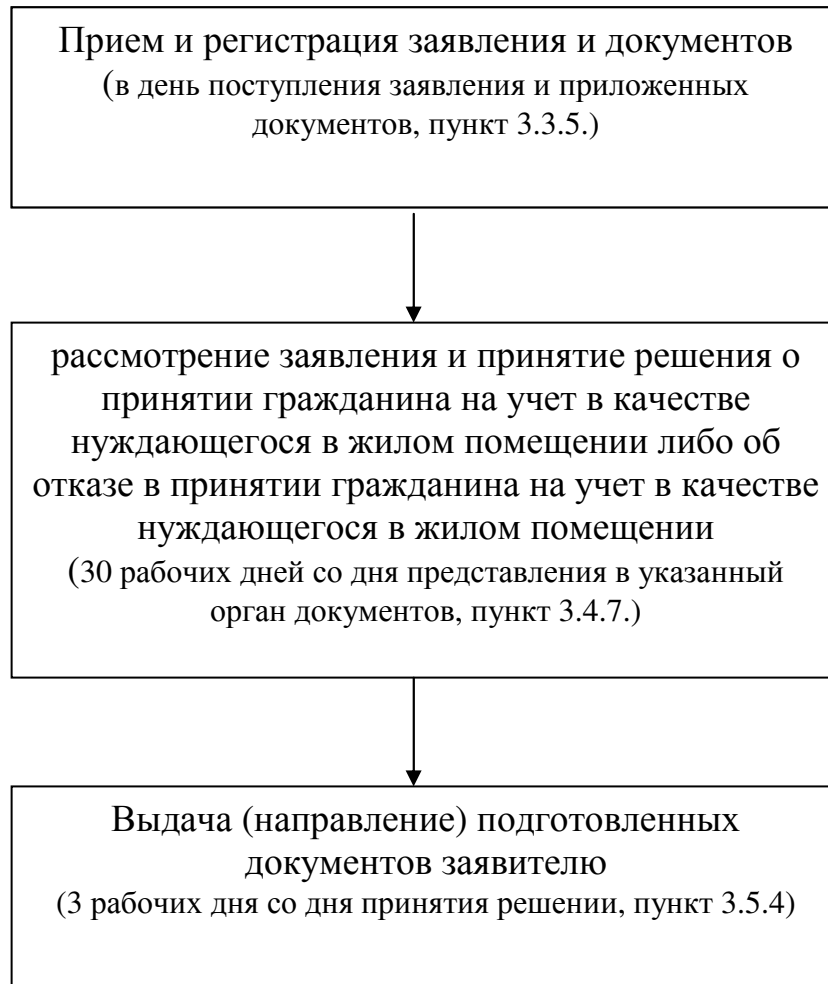 Прием и регистрация заявления и документов
(в день поступления заявления и приложенных
документов, пункт 3.3.5.)
рассмотрение заявления и принятие решения о
принятии гражданина на учет в качестве
нуждающегося в жилом помещении либо об
отказе в принятии гражданина на учет в качестве
нуждающегося в жилом помещении
(30 рабочих дней со дня представления в указанный
орган документов, пункт 3.4.7.)
Выдача (направление) подготовленных
документов заявителю
(3 рабочих дня со дня принятия решении, пункт 3.5.4)